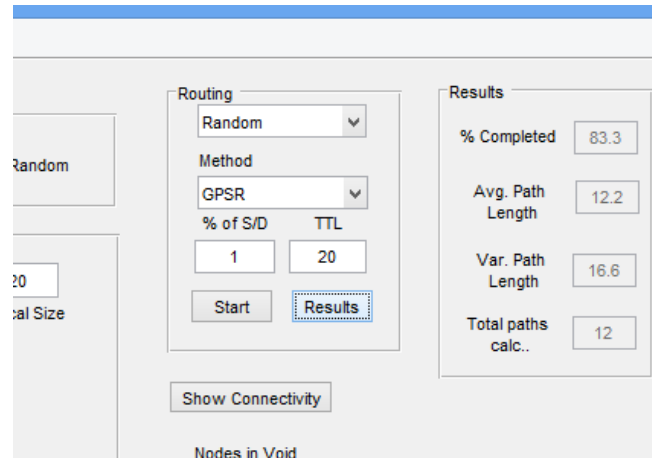 Random
20
cal Size
Routing
Random
Method
GPSR
% of S/D TTL
1 20
Start Results
Show Connectivity
Nodes in Void
Results
% Completed 83.3
Avg. Path
Length
12.2
Var. Path
Length
16.6
Total paths
calc..
12